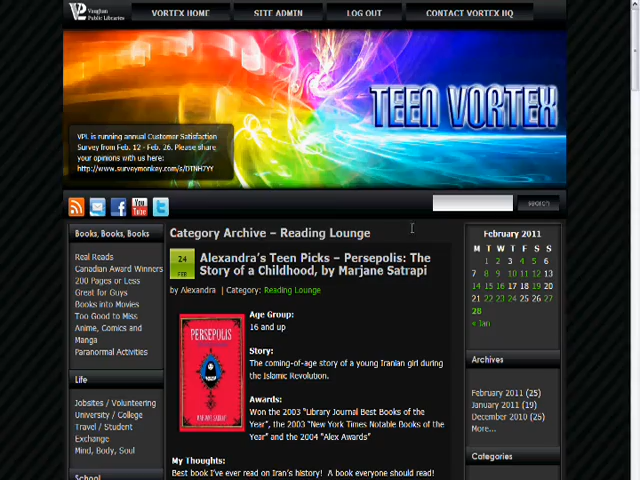 Vaughan
Public Libraries
VORTEX HOME
SITE ADMIN
LOG OUT
CONTACT VORTEX HQ
TEEN VORTEX
VPL is running annual Customer Satisfaction
Survey from Feb. 12 - Feb. 26. Please share
your opinions with us here:
http://www.surveymonkey.com/s/DTNH7YY
You
Tube
search
Books, Books, Books
Real Reads
Canadian Award Winners
200 Pages or Less
Great for Guys
Books into Movies
Too Good to Miss
Anime, Comics and
Manga
Paranormal Activities
Life
Jobsites / Volunteering
University / College
Travel / Student
Exchange
Mind, Body, Soul
School
Category Archive – Reading Lounge
24
FEB
Alexandra's Teen Picks – Persepolis: The
Story of a Childhood, by Marjane Satrapi
by Alexandra | Category: Reading Lounge
PERSEPOLIS
Age Group:
16 and up
Story:
The coming-of-age story of a young Iranian girl during
the Islamic Revolution.
Awards:
Won the 2003 "Library Journal Best Books of the
Year", the 2003 "New York Times Notable Books of the
Year" and the 2004 "Alex Awards"
My Thoughts:
Best book I've ever read on Iran's history! A book everyone should read!
February 2011
M T W T F S S
1 2 3 4 5 6
7 8 9 10 11 12 13
14 15 16 17 18 19 20
21 22 23 24 25 26 27
28
« Jan
Archives
February 2011 (25)
January 2011 (19)
December 2010 (25)
More...
Categories